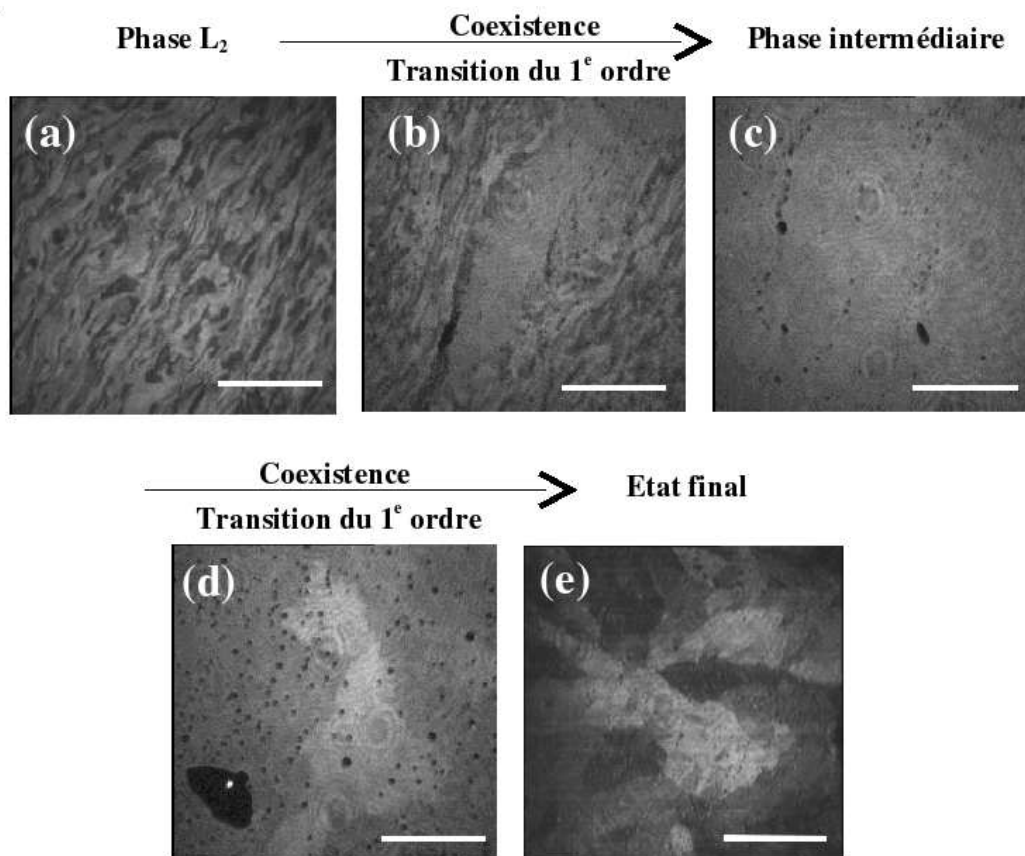 Phase L₂
Coexistence
Transition du 1ᵉ ordre
Phase intermédiaire
(a)
(b)
(c)
Coexistence
Transition du 1ᵉ ordre
Etat final
(d)
(e)